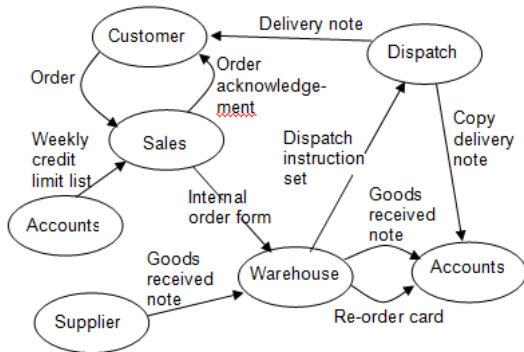 Delivery note
Customer
Dispatch
Order
Order
acknowledge-
ment
Sales
Weekly
credit
limit list
Dispatch
instruction
set
Copy
delivery
note
Internal
order form
Goods
received
note
Accounts
Goods
received
note
Warehouse
Accounts
Supplier
Re-order card